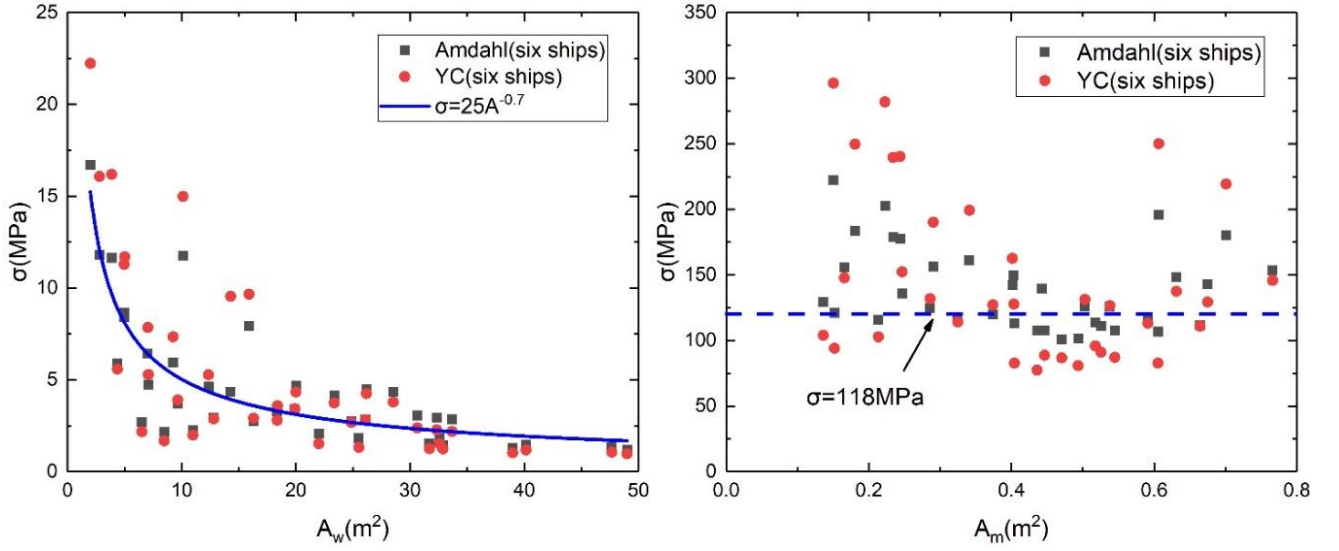 25
20
15
10
5
0
σ(MPa)
0
10
20
30
40
50
A_w(m²)
Amdahl(six ships)
YC(six ships)
σ=25A^-0.7
350
300
250
200
150
100
50
0
σ(MPa)
0.0
0.2
0.4
0.6
0.8
A_m(m²)
Amdahl(six ships)
YC(six ships)
σ=118MPa